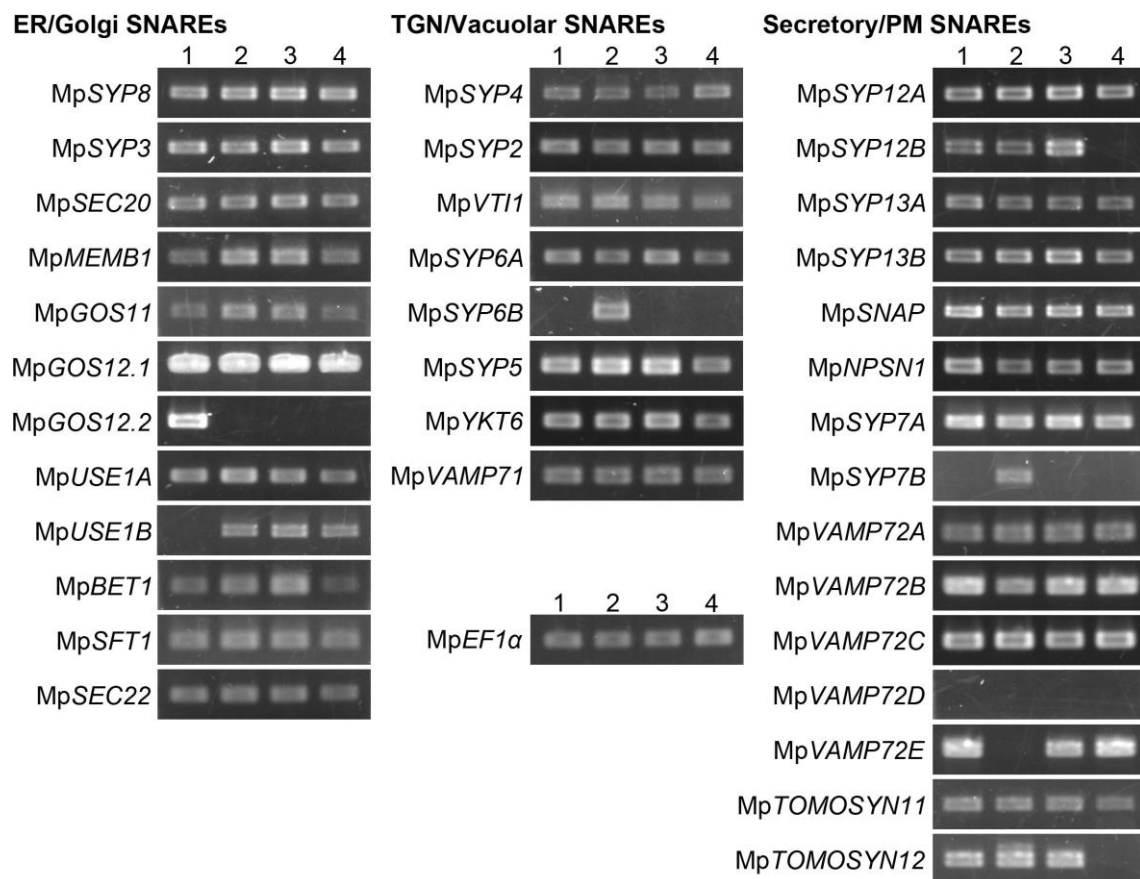 ER/Golgi SNAREs
1 2 3 4
MpSYP8
MpSYP3
MpSEC20
MpMEMB1
MpGOS11
MpGOS12.1
MpGOS12.2
MpUSE1A
MpUSE1B
MpBET1
MpSFT1
MpSEC22
TGN/Vacuolar SNAREs
1 2 3 4
MpSYP4
MpSYP2
MpVTI1
MpSYP6A
MpSYP6B
MpSYP5
MpYKT6
MpVAMP71
1 2 3 4
MpEF1α
Secretory/PM SNAREs
1 2 3 4
MpSYP12A
MpSYP12B
MpSYP13A
MpSYP13B
MpSNAP
MpNPSN1
MpSYP7A
MpSYP7B
MpVAMP72A
MpVAMP72B
MpVAMP72C
MpVAMP72D
MpVAMP72E
MpTOMOSYN11
MpTOMOSYN12